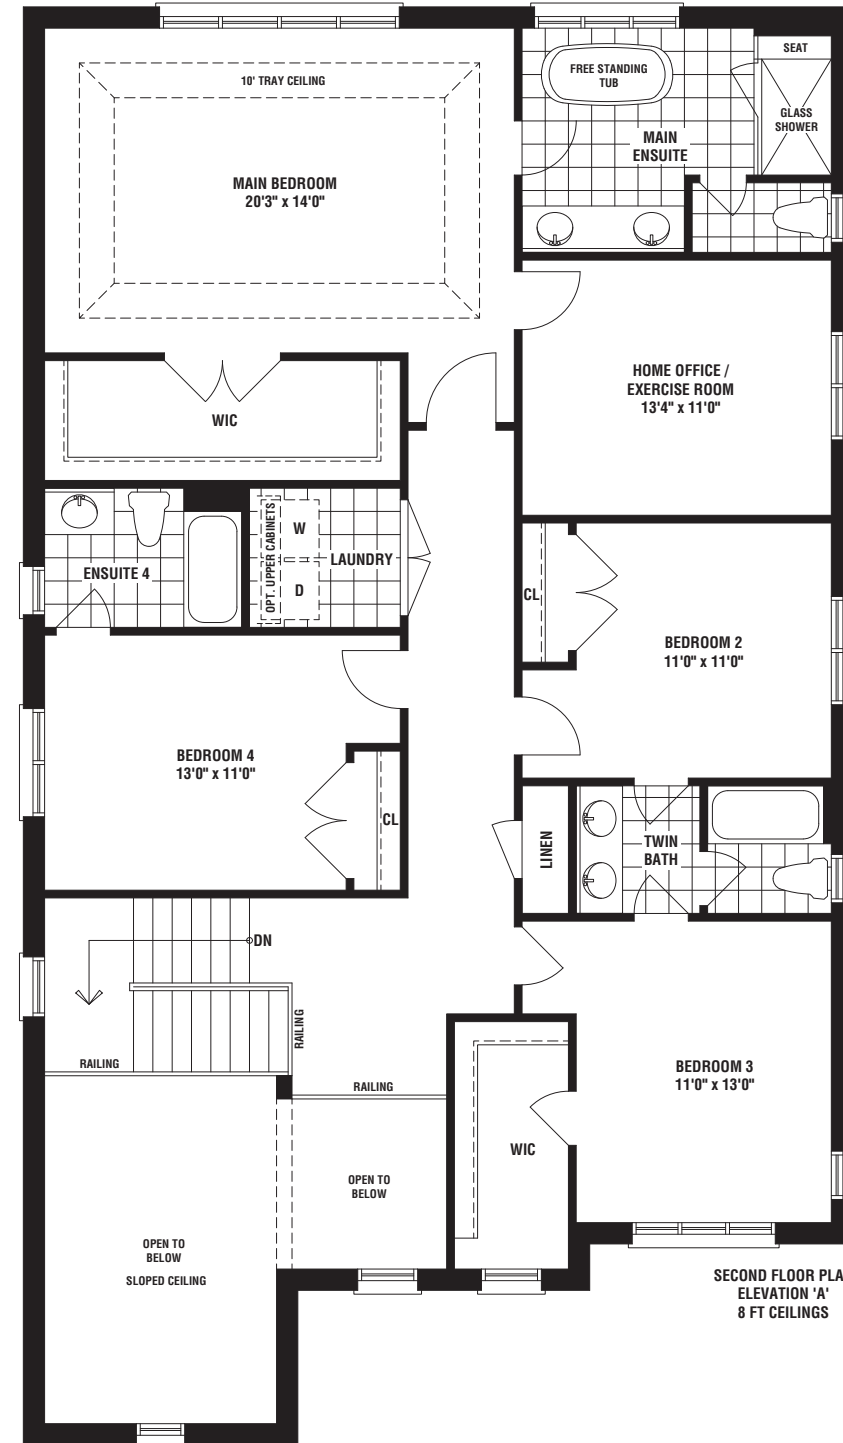 10' TRAY CEILING
MAIN BEDROOM
20'3" x 14'0"
FREE STANDING
TUB
SEAT
GLASS
SHOWER
MAIN
ENSUITE
HOME OFFICE /
EXERCISE ROOM
13'4" x 11'0"
WIC
ENSUITE 4
OPT. UPPER CABINETS
W
D
LAUNDRY
CL
BEDROOM 2
11'0" x 11'0"
BEDROOM 4
13'0" x 11'0"
CL
LINEN
TWIN
BATH
DN
RAILING
RAILING
RAILING
BEDROOM 3
11'0" x 13'0"
WIC
OPEN TO
BELOW
OPEN TO
BELOW
SLOPED CEILING
SECOND FLOOR PLA
ELEVATION 'A'
8 FT CEILINGS